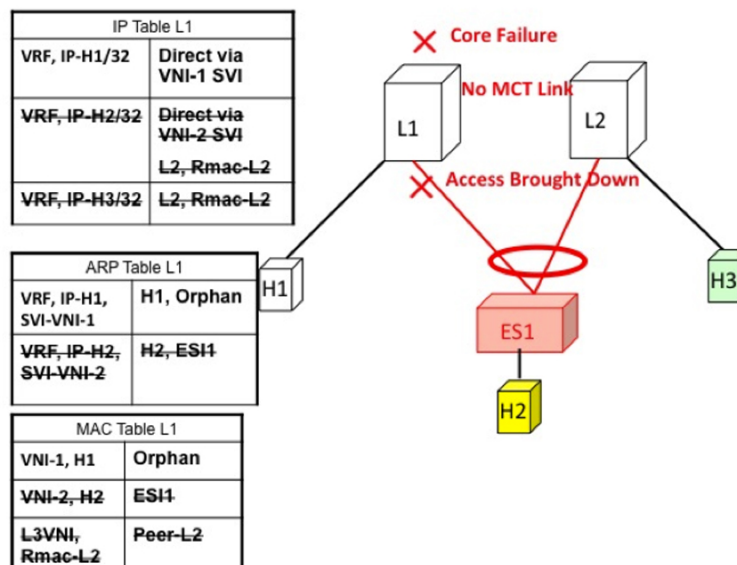 IP Table L1
VRF, IP-H1/32
Direct via
VNI-1 SVI
VRF, IP-H2/32
Direct via
VNI-2 SVI
L2, Rmac-L2
VRF, IP-H3/32
L2, Rmac-L2
ARP Table L1
VRF, IP-H1,
SVI-VNI-1
H1, Orphan
VRF, IP-H2,
SVI-VNI-2
H2, ESI1
MAC Table L1
VNI-1, H1
Orphan
VNI-2, H2
ESI1
L3VNI,
Rmac-L2
Peer-L2
Core Failure
No MCT Link
L1
L2
Access Brought Down
H1
H3
ES1
H2